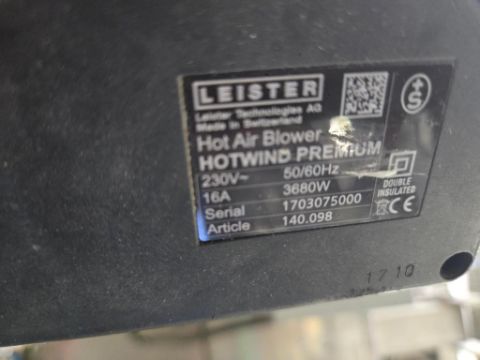 LEISTER
Leister Technologies AG
Made in Switzerland
Hot Air Blower
HOTWIND PREMIUM
230V~ 50/60Hz
16A 3680W
Serial 1703075000
Article 140.098
DOUBLE
INSULATED
CE
1710